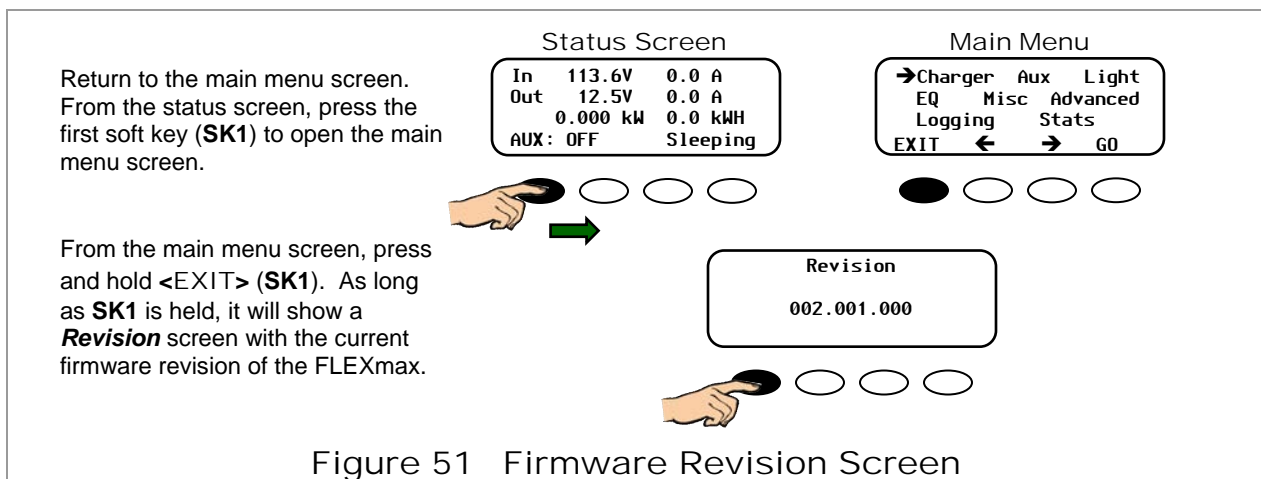 Return to the main menu screen.
From the status screen, press the
first soft key (SK1) to open the main
menu screen.
Status Screen
In 113.6V 0.0 A
Out 12.5V 0.0 A
0.000 kW 0.0 kWH
AUX: OFF Sleeping
Main Menu
➔Charger Aux Light
EQ Misc Advanced
Logging Stats
EXIT ← → GO
From the main menu screen, press
and hold <EXIT> (SK1). As long
as SK1 is held, it will show a
Revision screen with the current
firmware revision of the FLEXmax.
Revision
002.001.000
Figure 51 Firmware Revision Screen